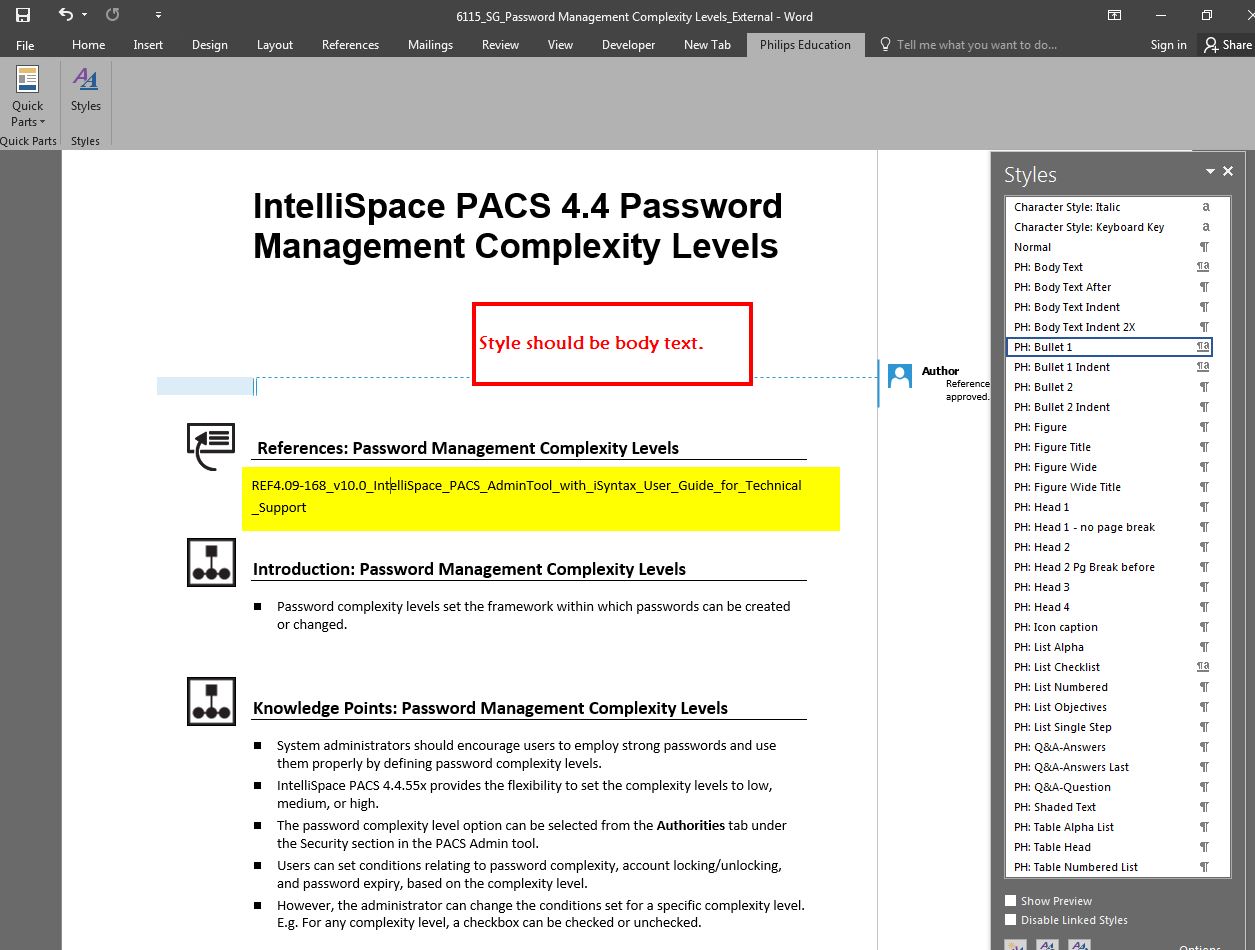 6115_SG_Password Management Complexity Levels_External - Word
File Home Insert Design Layout References Mailings Review View Developer New Tab Philips Education Tell me what you want to do... Sign in Share
Quick Parts
Styles
Quick Parts
Styles
IntelliSpace PACS 4.4 Password
Management Complexity Levels
Style should be body text.
Author
Reference
approved.
References: Password Management Complexity Levels
REF4.09-168_v10.0_IntelliSpace_PACS_AdminTool_with_iSyntax_User_Guide_for_Technical
_Support
Introduction: Password Management Complexity Levels
■ Password complexity levels set the framework within which passwords can be created
or changed.
Knowledge Points: Password Management Complexity Levels
■ System administrators should encourage users to employ strong passwords and use
them properly by defining password complexity levels.
■ IntelliSpace PACS 4.4.55x provides the flexibility to set the complexity levels to low,
medium, or high.
■ The password complexity level option can be selected from the Authorities tab under
the Security section in the PACS Admin tool.
■ Users can set conditions relating to password complexity, account locking/unlocking,
and password expiry, based on the complexity level.
■ However, the administrator can change the conditions set for a specific complexity level.
E.g. For any complexity level, a checkbox can be checked or unchecked.
Styles
Character Style: Italic a
Character Style: Keyboard Key a
Normal ¶
PH: Body Text ¶a
PH: Body Text After ¶
PH: Body Text Indent ¶
PH: Body Text Indent 2X ¶
PH: Bullet 1 ¶a
PH: Bullet 1 Indent ¶a
PH: Bullet 2 ¶
PH: Bullet 2 Indent ¶
PH: Figure ¶
PH: Figure Title ¶
PH: Figure Wide ¶
PH: Figure Wide Title ¶
PH: Head 1 ¶
PH: Head 1 - no page break ¶
PH: Head 2 ¶
PH: Head 2 Pg Break before ¶
PH: Head 3 ¶
PH: Head 4 ¶
PH: Icon caption ¶
PH: List Alpha ¶
PH: List Checklist ¶a
PH: List Numbered ¶
PH: List Objectives ¶
PH: List Single Step ¶
PH: Q&A-Answers ¶
PH: Q&A-Answers Last ¶
PH: Q&A-Question ¶
PH: Shaded Text ¶
PH: Table Alpha List ¶
PH: Table Head ¶
PH: Table Numbered List ¶
Show Preview
Disable Linked Styles
Options